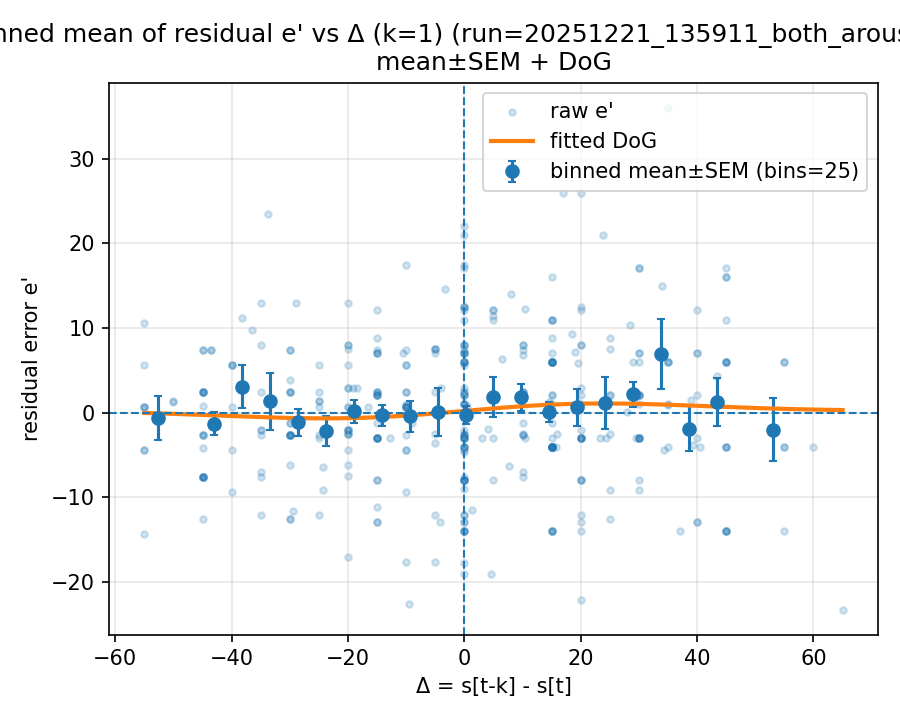 nned mean of residual e' vs Δ (k=1) (run=20251221_135911_both_arous
mean±SEM + DoG
raw e'
fitted DoG
binned mean±SEM (bins=25)
30
20
10
0
−10
−20
residual error e'
−60
−40
−20
0
20
40
60
Δ = s[t-k] - s[t]